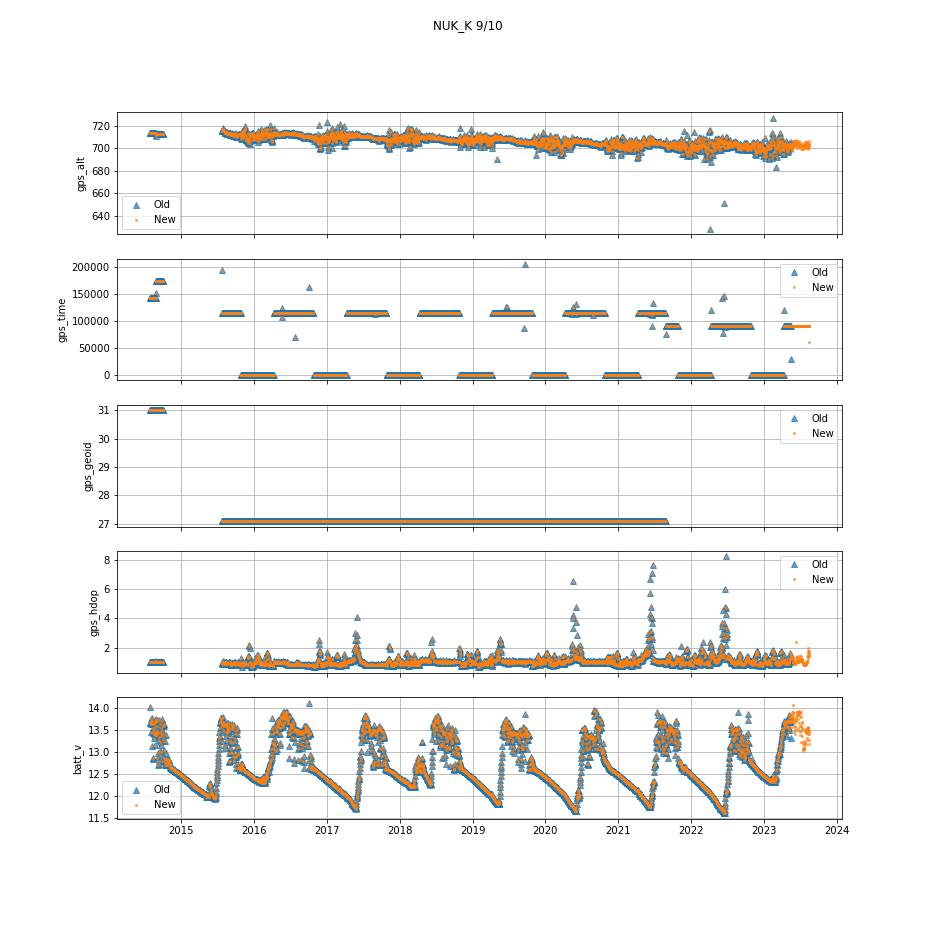 NUK_K 9/10
gps_alt
720
700
680
660
640
Old
New
gps_time
200000
150000
100000
50000
0
Old
New
gps_geoid
31
30
29
28
27
Old
New
gps_hdop
8
6
4
2
Old
New
batt_v
14.0
13.5
13.0
12.5
12.0
11.5
Old
New
2015 2016 2017 2018 2019 2020 2021 2022 2023 2024